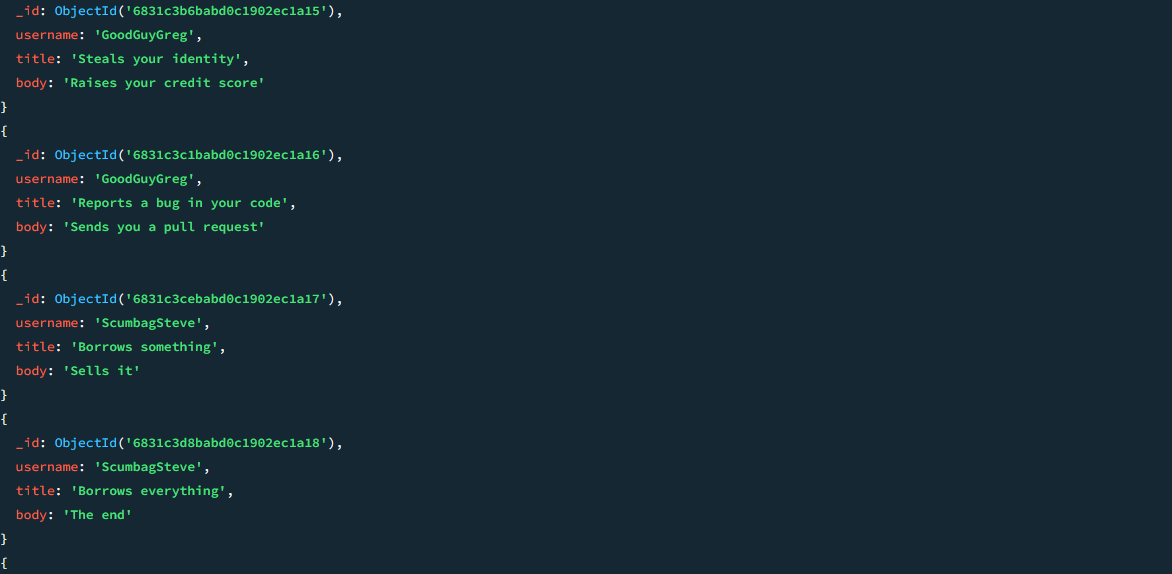 _id: ObjectId('6831c3b6babd0c1902ec1a15'),
username: 'GoodGuyGreg',
title: 'Steals your identity',
body: 'Raises your credit score'
}
{
_id: ObjectId('6831c3c1babd0c1902ec1a16'),
username: 'GoodGuyGreg',
title: 'Reports a bug in your code',
body: 'Sends you a pull request'
}
{
_id: ObjectId('6831c3cebabd0c1902ec1a17'),
username: 'ScumbagSteve',
title: 'Borrows something',
body: 'Sells it'
}
{
_id: ObjectId('6831c3d8babd0c1902ec1a18'),
username: 'ScumbagSteve',
title: 'Borrows everything',
body: 'The end'
}
{